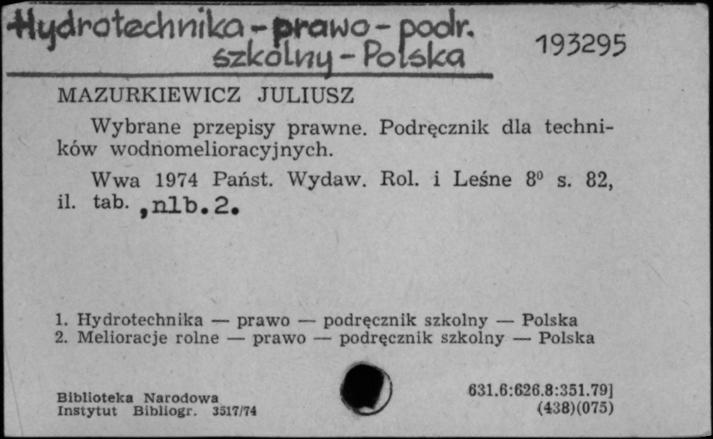 Hydrotechnika - prawo - podr.
szkolny - Polska
193295
MAZURKIEWICZ JULIUSZ
Wybrane przepisy prawne. Podręcznik dla techni-
ków wodnomelioracyjnych.
Wwa 1974 Państ. Wydaw. Rol. i Leśne 8⁰ s. 82,
il. tab. ,nlb.2.
1. Hydrotechnika — prawo — podręcznik szkolny — Polska
2. Melioracje rolne — prawo — podręcznik szkolny — Polska
Biblioteka Narodowa
Instytut Bibliogr. 3517/74
631.6:626.8:351.79]
(438)(075)